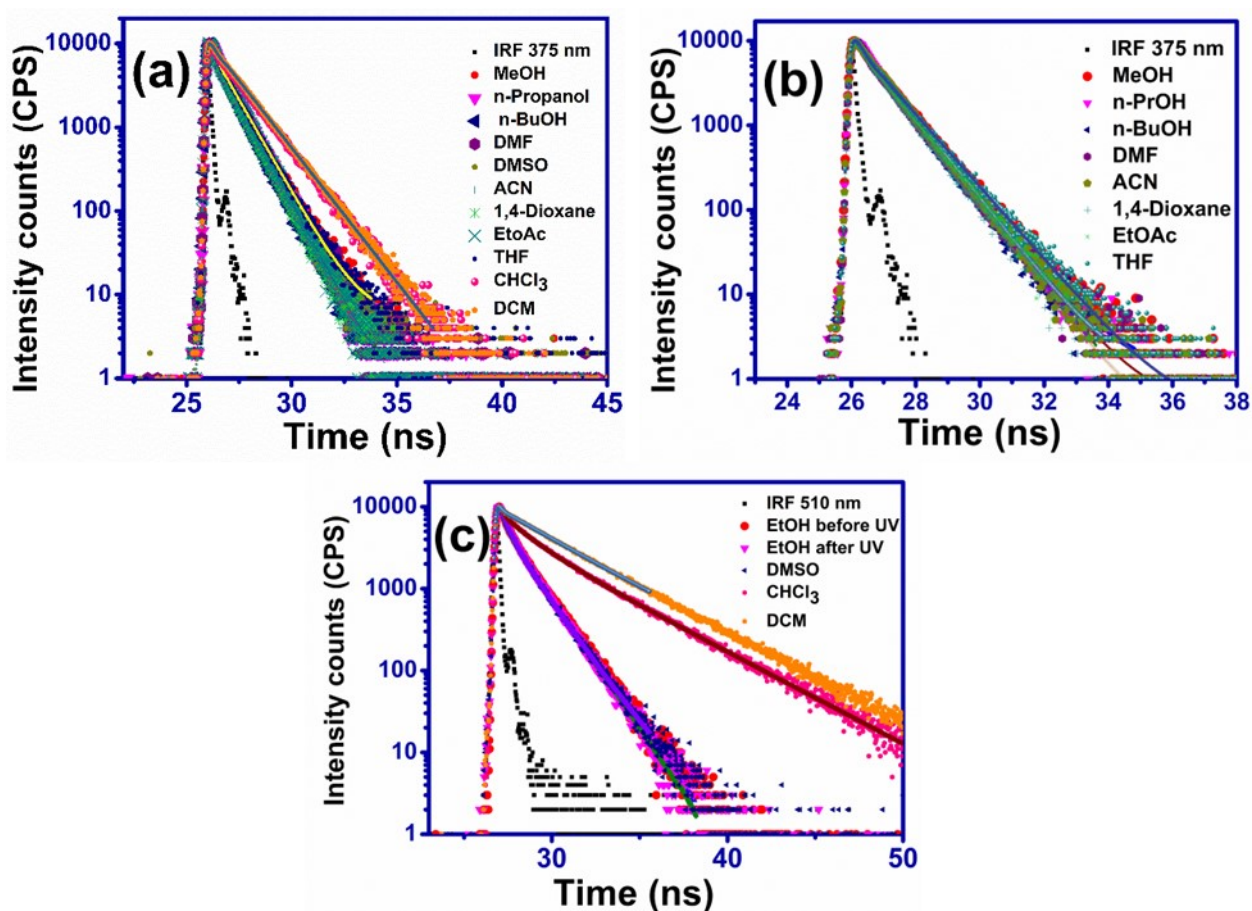 (a)
Intensity counts (CPS)
10000
1000
100
10
1
25 30 35 40 45
Time (ns)
IRF 375 nm
MeOH
n-Propanol
n-BuOH
DMF
DMSO
ACN
1,4-Dioxane
EtoAc
THF
CHCl3
DCM
(b)
Intensity counts (CPS)
10000
1000
100
10
1
24 26 28 30 32 34 36 38
Time (ns)
IRF 375 nm
MeOH
n-PrOH
n-BuOH
DMF
ACN
1,4-Dioxane
EtOAc
THF
(c)
Intensity counts (CPS)
10000
1000
100
10
1
30 40 50
Time (ns)
IRF 510 nm
EtOH before UV
EtOH after UV
DMSO
CHCl3
DCM